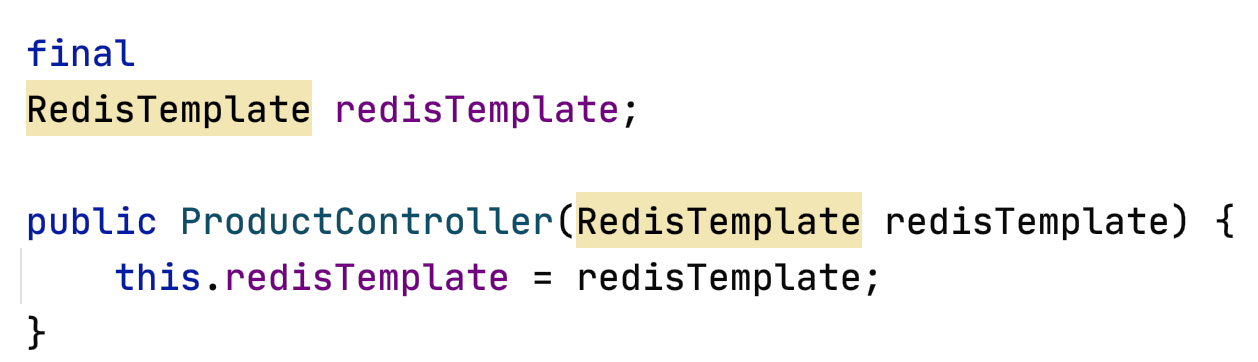 final
RedisTemplate redisTemplate;
public ProductController(RedisTemplate redisTemplate) {
    this.redisTemplate = redisTemplate;
}